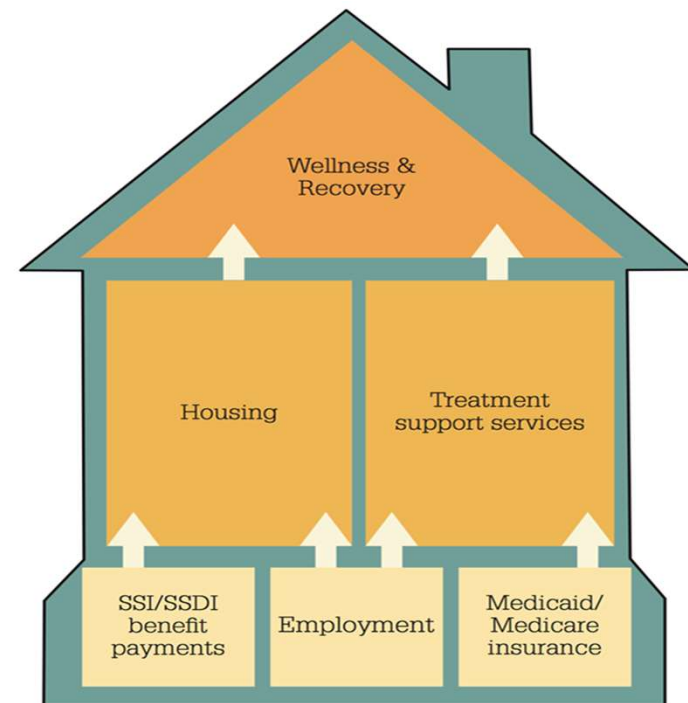 Wellness &
Recovery
Housing
Treatment
support services
SSI/SSDI
benefit
payments
Employment
Medicaid/
Medicare
insurance